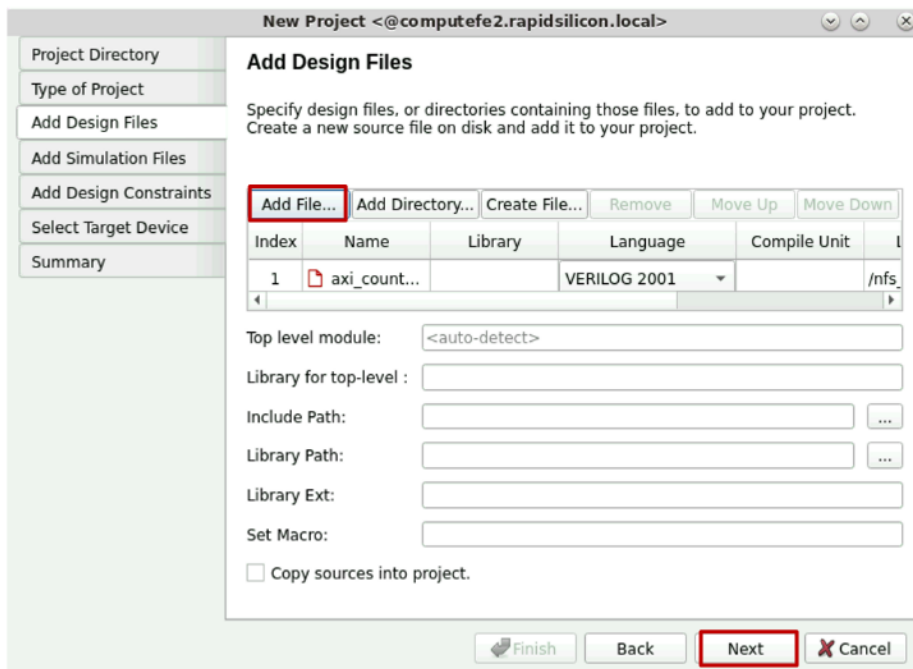 New Project <@computefe2.rapidsilicon.local>
Project Directory
Type of Project
Add Design Files
Add Simulation Files
Add Design Constraints
Select Target Device
Summary
Add Design Files
Specify design files, or directories containing those files, to add to your project.
Create a new source file on disk and add it to your project.
Add File... Add Directory... Create File... Remove Move Up Move Down
Index Name Library Language Compile Unit L
1 axi_count... VERILOG 2001 /nfs_
Top level module: <auto-detect>
Library for top-level :
Include Path: ...
Library Path: ...
Library Ext:
Set Macro:
Copy sources into project.
Finish Back Next Cancel